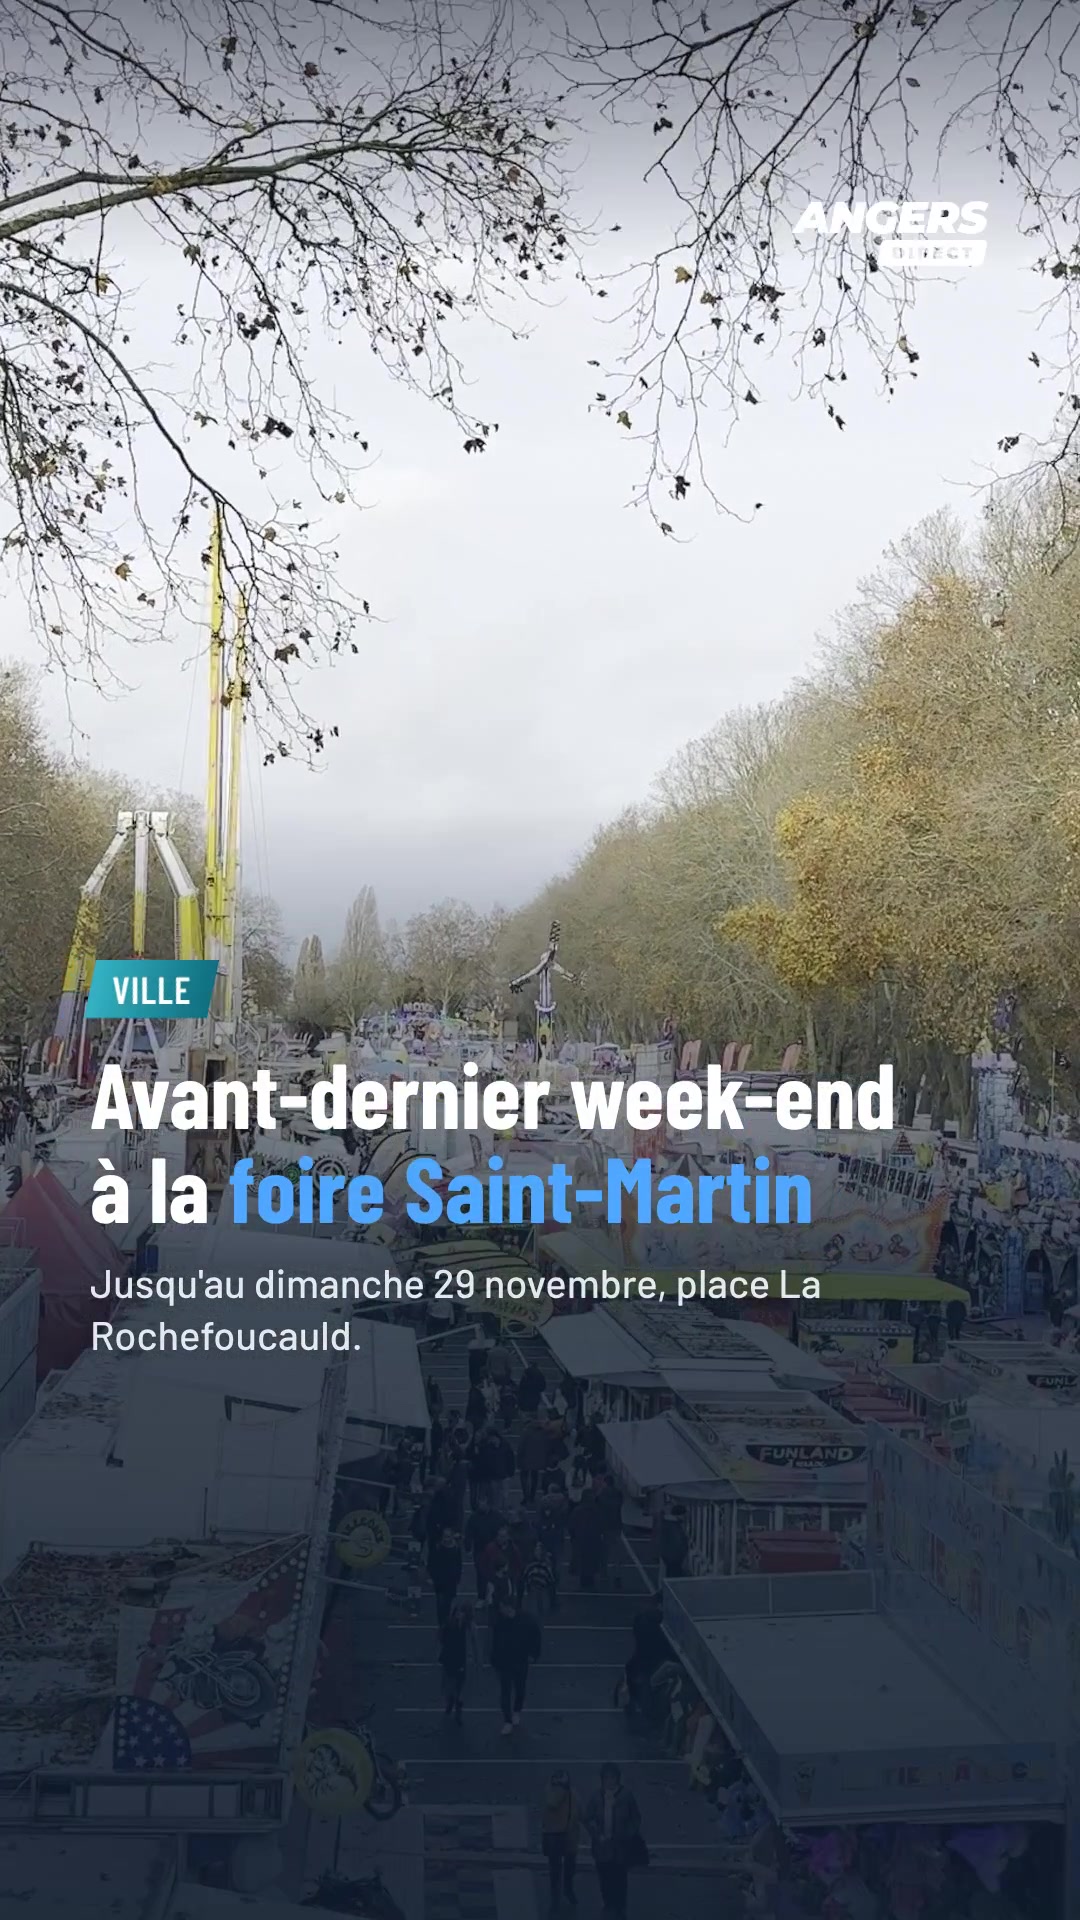 ANGERS
DIRECT
VILLE
Avant-dernier week-end
à la foire Saint-Martin
Jusqu'au dimanche 29 novembre, place La
Rochefoucauld.
FUNLAND